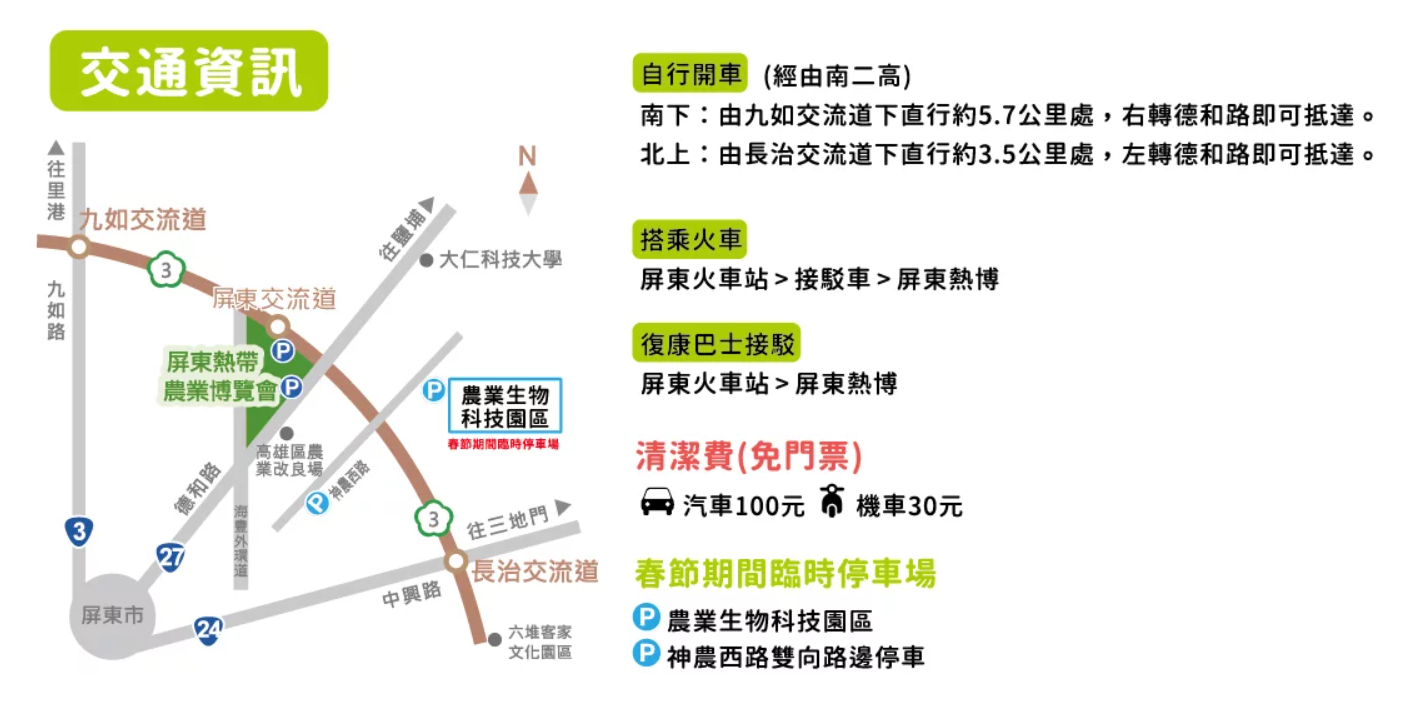 交通資訊
往里港
九如交流道
九如路
3
屏東交流道
往鹽埔
N
大仁科技大學
屏東熱帶
農業博覽會
P
P
P
農業生物
科技園區
春節期間臨時停車場
高雄區農
業改良場
神農西路
P
德和路
海豐外環道
3
往三地門
長治交流道
中興路
3
27
24
屏東市
六堆客家
文化園區
自行開車 (經由南二高)
南下：由九如交流道下直行約5.7公里處，右轉德和路即可抵達。
北上：由長治交流道下直行約3.5公里處，左轉德和路即可抵達。
搭乘火車
屏東火車站 > 接駁車 > 屏東熱博
復康巴士接駁
屏東火車站 > 屏東熱博
清潔費(免門票)
汽車100元 機車30元
春節期間臨時停車場
P 農業生物科技園區
P 神農西路雙向路邊停車